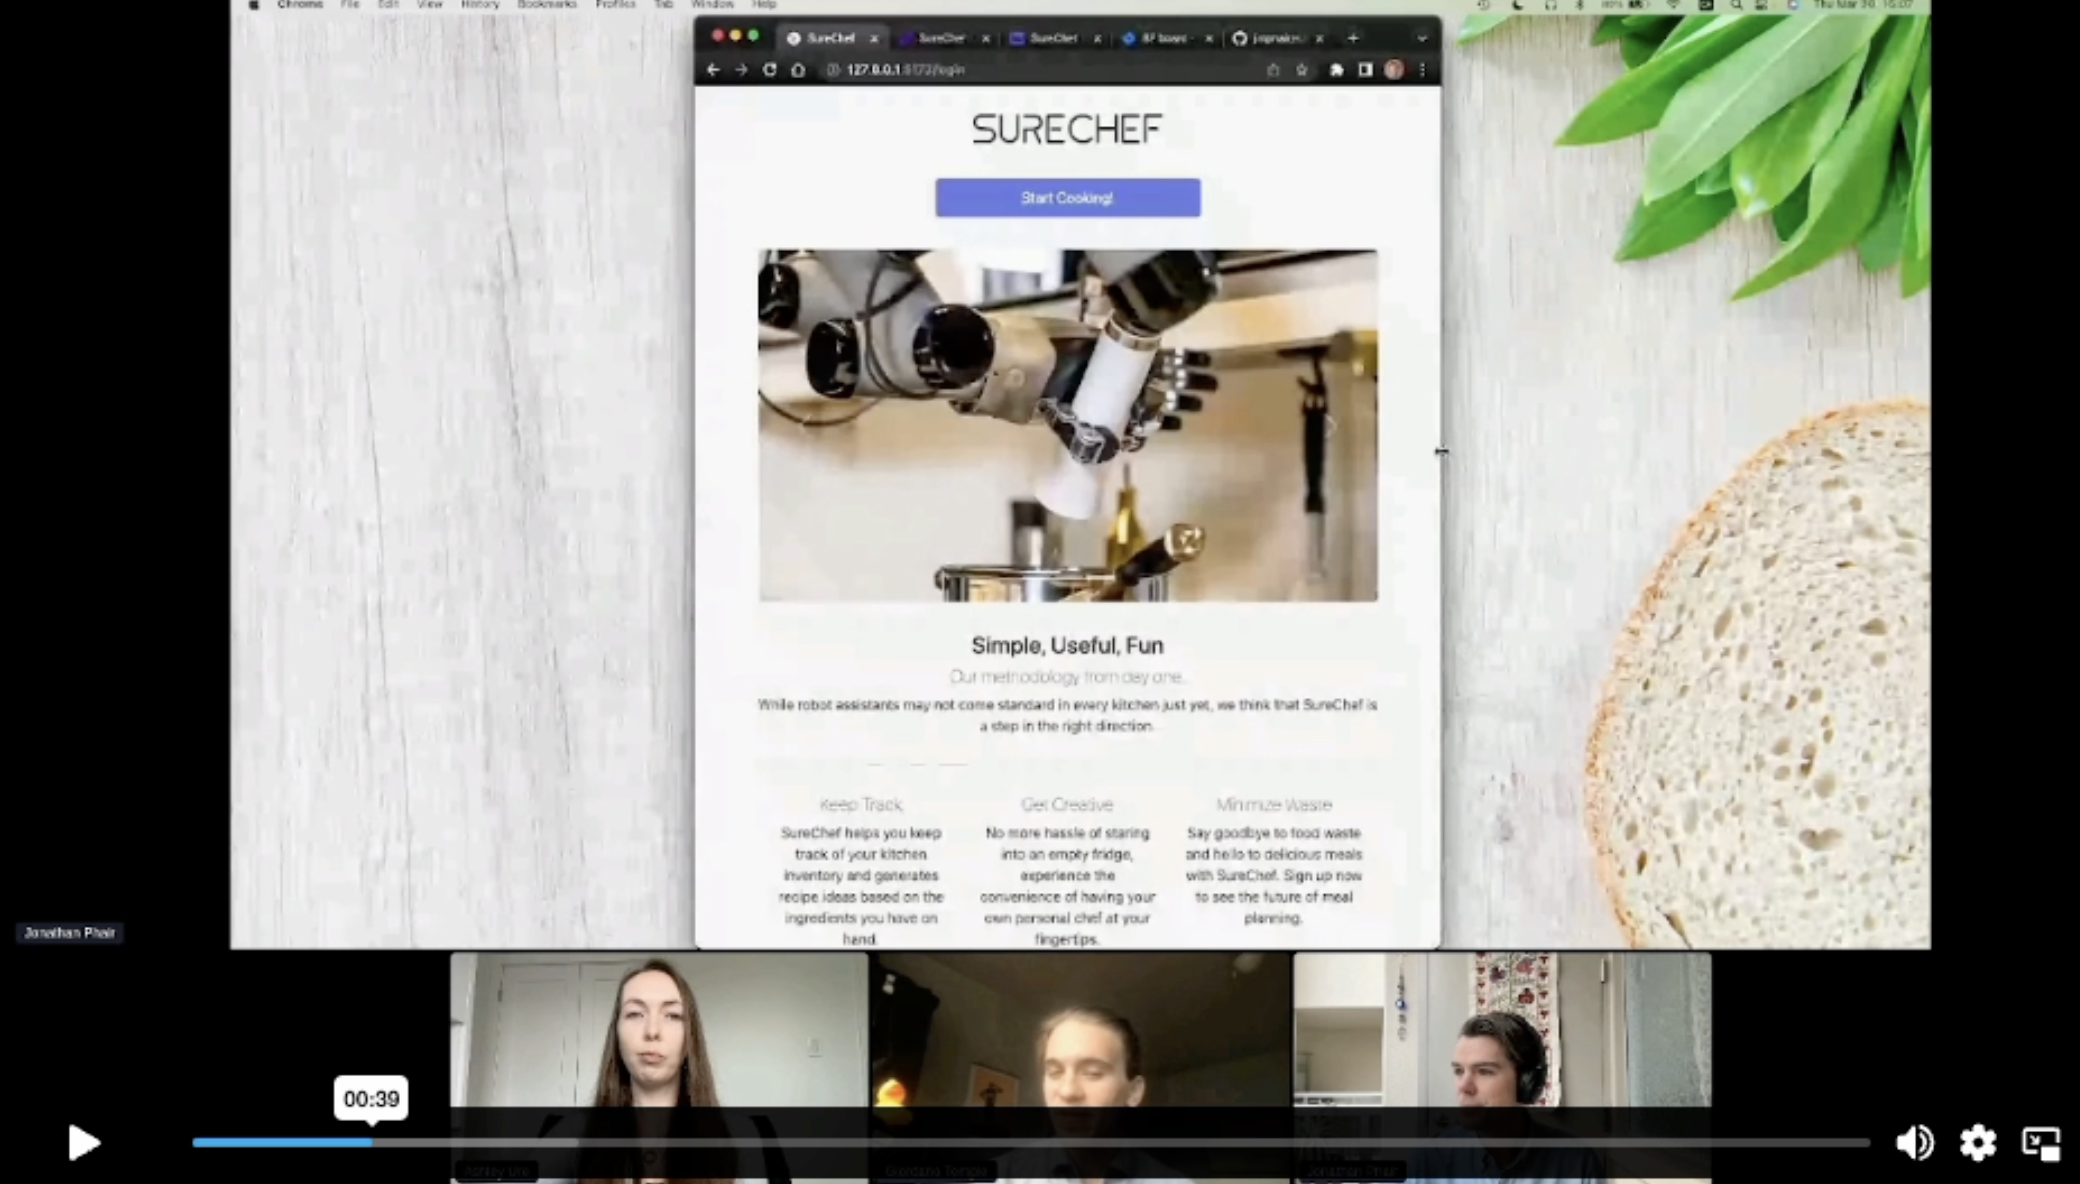 Chrome File Edit View History Bookmarks Profiles Tab Window Help
SureChef SureChef SureChef
127.0.0.1:5173/login
SURECHEF
Start Cooking!
Simple, Useful, Fun
Our methodology from day one.
While robot assistants may not come standard in every kitchen just yet, we think that SureChef is
a step in the right direction.
Keep Track
SureChef helps you keep
track of your kitchen
inventory and generates
recipe ideas based on the
ingredients you have on
hand.
Get Creative
No more hassle of staring
into an empty fridge,
experience the
convenience of having your
own personal chef at your
fingertips.
Minimize Waste
Say goodbye to food waste
and hello to delicious meals
with SureChef. Sign up now
to see the future of meal
planning.
Jonathan Phair
00:39
Jonathan Phair